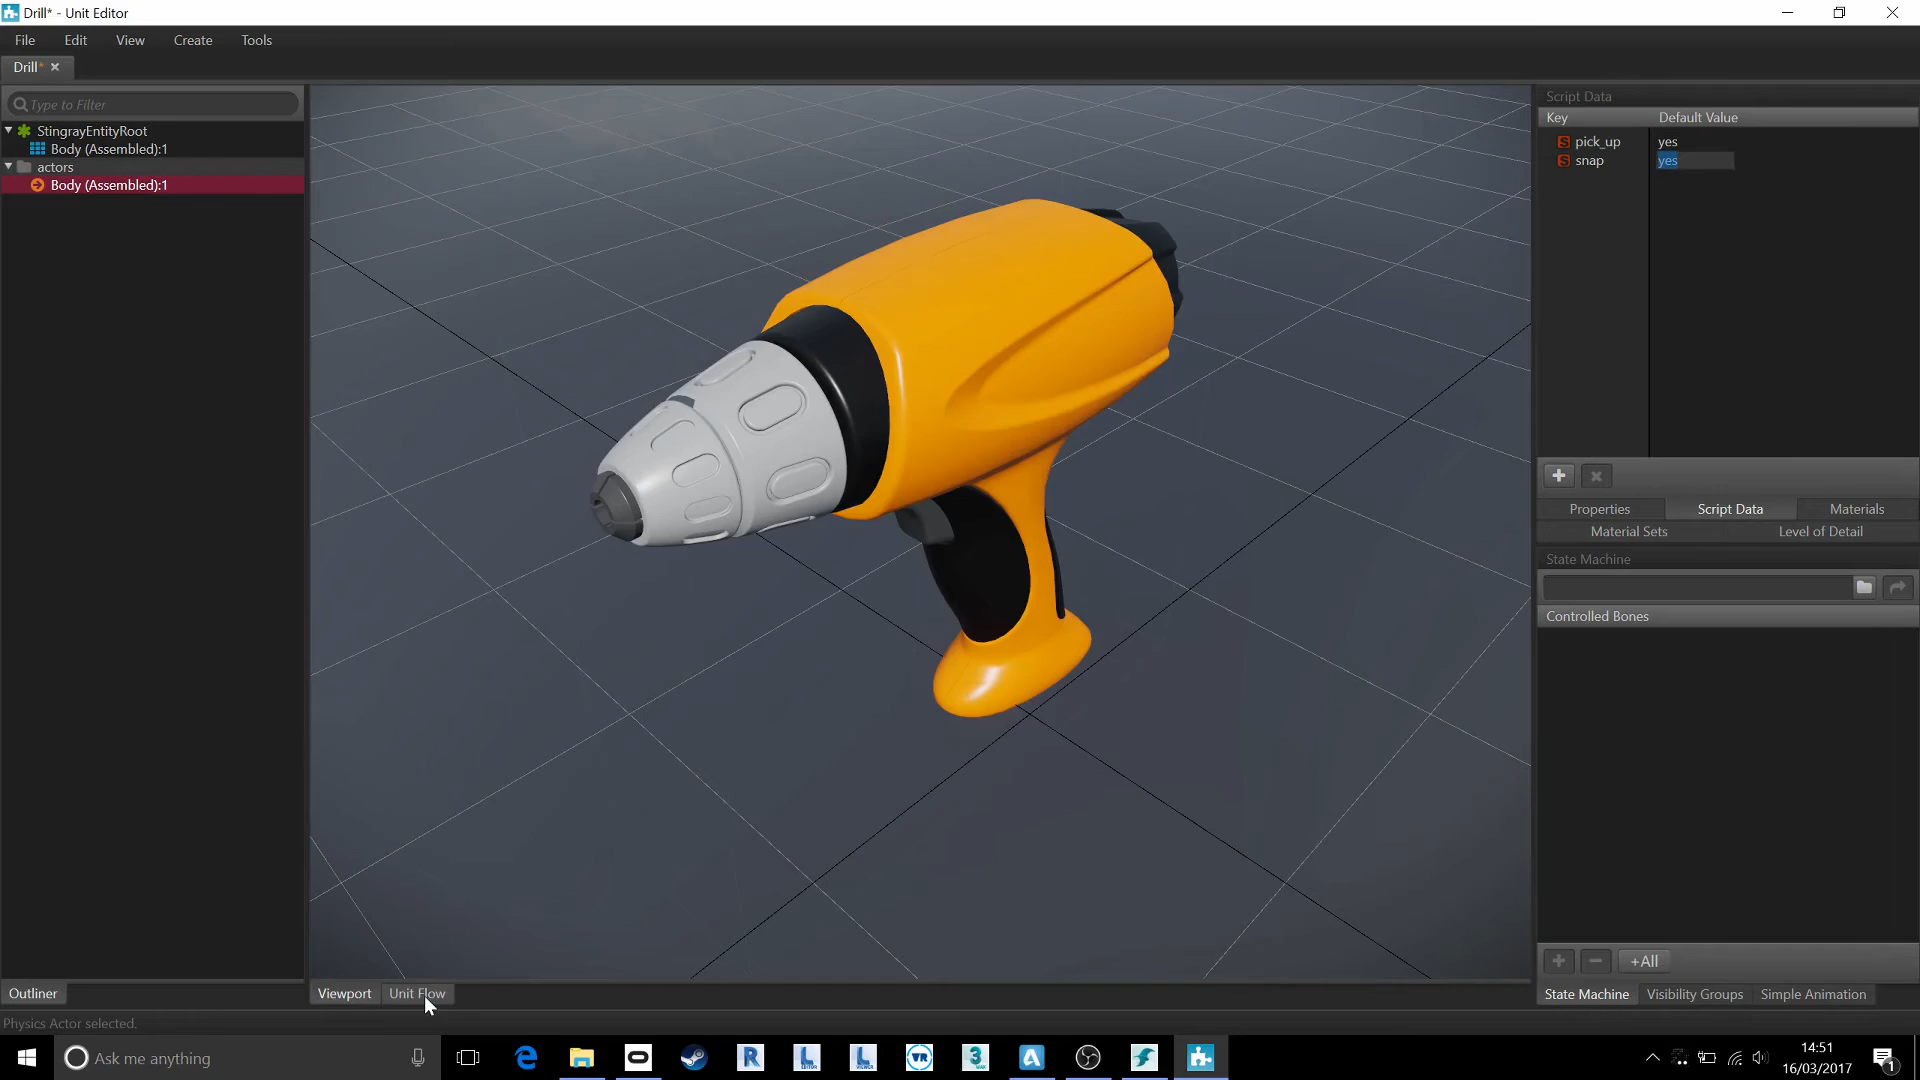 Drill* - Unit Editor
File Edit View Create Tools
Drill*
Type to Filter
StingrayEntityRoot
Body (Assembled):1
actors
Body (Assembled):1
Script Data
Key Default Value
pick_up yes
snap yes
Properties Script Data Materials
Material Sets Level of Detail
State Machine
Controlled Bones
+All
Outliner
Viewport Unit Flow
State Machine Visibility Groups Simple Animation
Physics Actor selected.
Ask me anything
14:51
16/03/2017
1